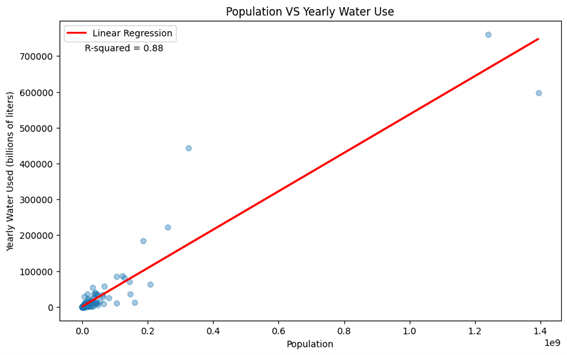 Population VS Yearly Water Use
Linear Regression
R-squared = 0.88
Yearly Water Used (billions of liters)
700000
600000
500000
400000
300000
200000
100000
0
0.0 0.2 0.4 0.6 0.8 1.0 1.2 1.4
1e9
Population